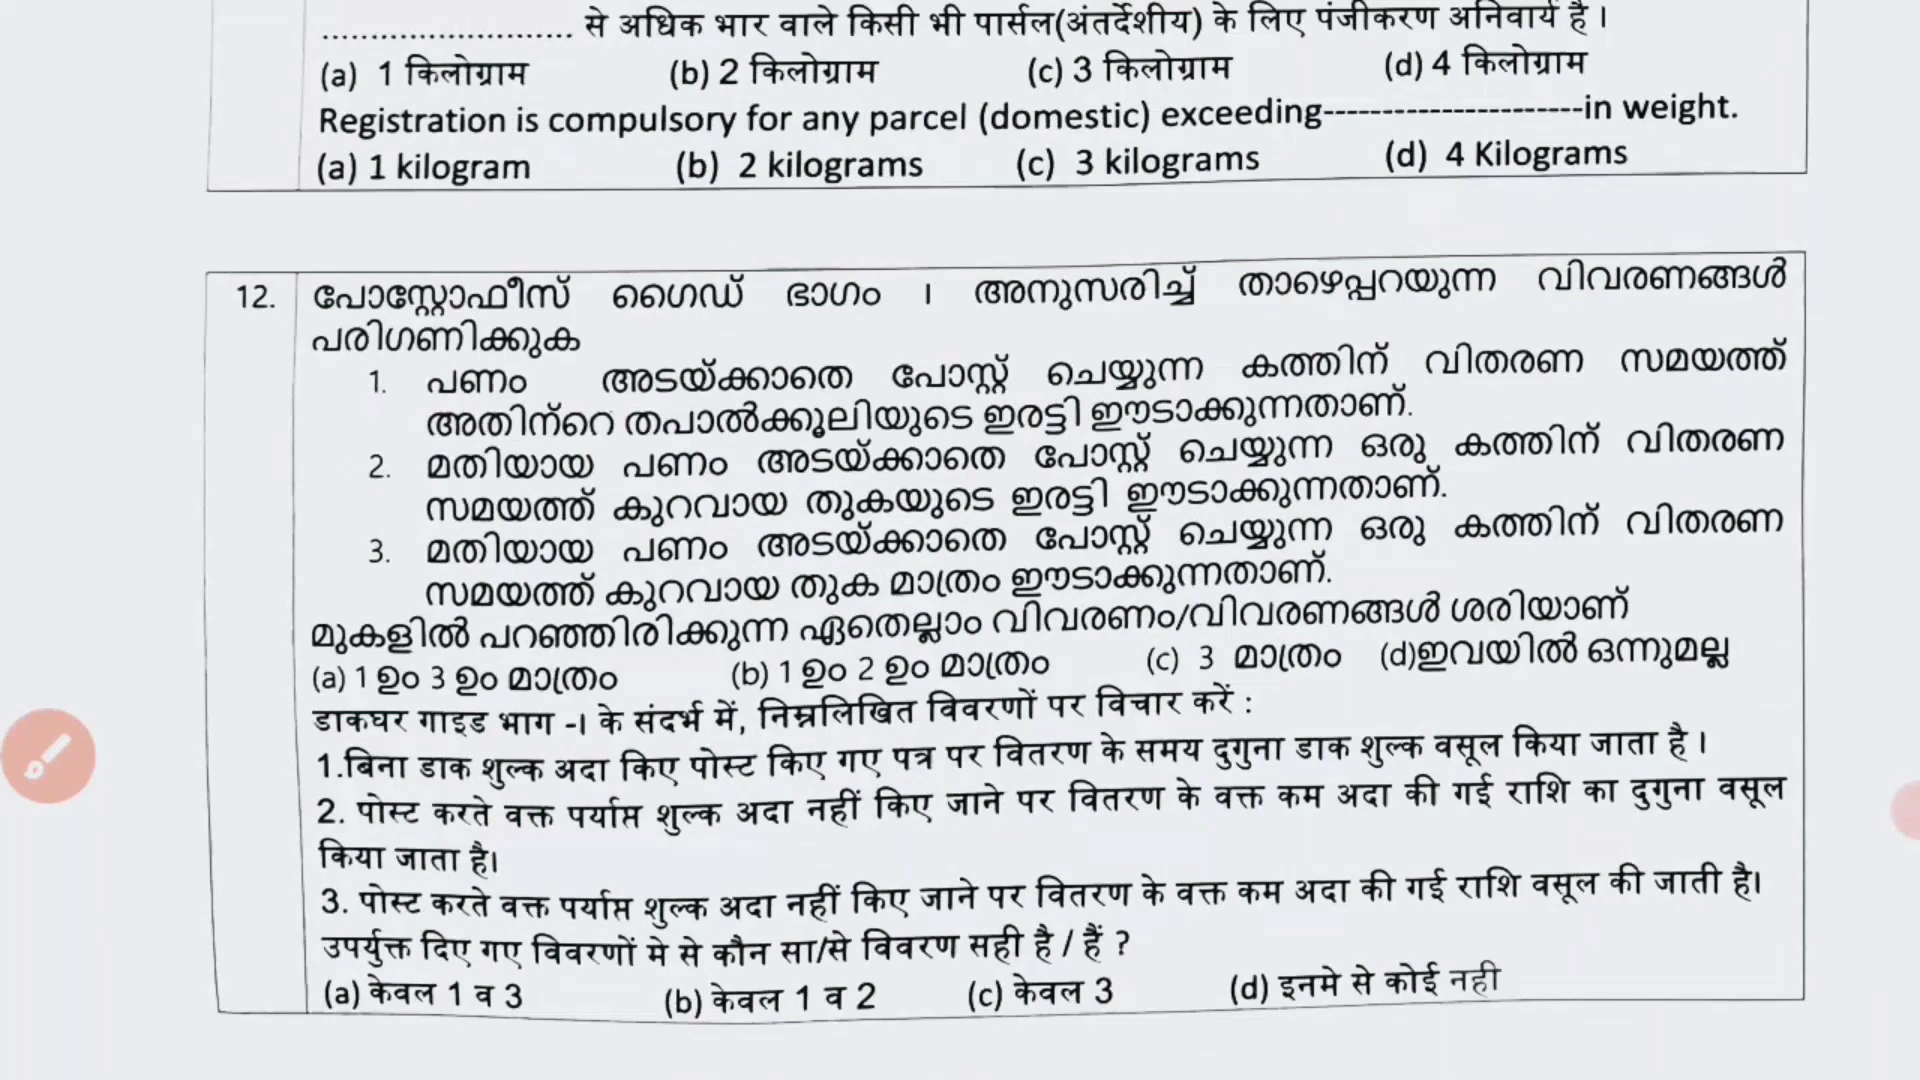 ......................... से अधिक भार वाले किसी भी पार्सल(अंतर्देशीय) के लिए पंजीकरण अनिवार्य है ।
(a) 1 किलोग्राम (b) 2 किलोग्राम (c) 3 किलोग्राम (d) 4 किलोग्राम
Registration is compulsory for any parcel (domestic) exceeding----------------------in weight.
(a) 1 kilogram (b) 2 kilograms (c) 3 kilograms (d) 4 Kilograms
12. പോസ്റ്റോഫീസ് ഗൈഡ് ഭാഗം I അനുസരിച്ച് താഴെപ്പറയുന്ന വിവരണങ്ങൾ
പരിഗണിക്കുക
1. പണം അടയ്ക്കാതെ പോസ്റ്റ് ചെയ്യുന്ന കത്തിന് വിതരണ സമയത്ത്
അതിന്റെ തപാൽക്കൂലിയുടെ ഇരട്ടി ഈടാക്കുന്നതാണ്.
2. മതിയായ പണം അടയ്ക്കാതെ പോസ്റ്റ് ചെയ്യുന്ന ഒരു കത്തിന് വിതരണ
സമയത്ത് കുറവായ തുകയുടെ ഇരട്ടി ഈടാക്കുന്നതാണ്.
3. മതിയായ പണം അടയ്ക്കാതെ പോസ്റ്റ് ചെയ്യുന്ന ഒരു കത്തിന് വിതരണ
സമയത്ത് കുറവായ തുക മാത്രം ഈടാക്കുന്നതാണ്.
മുകളിൽ പറഞ്ഞിരിക്കുന്ന ഏതെല്ലാം വിവരണം/വിവരണങ്ങൾ ശരിയാണ്
(a) 1 ഉം 3 ഉം മാത്രം (b) 1 ഉം 2 ഉം മാത്രം (c) 3 മാത്രം (d)ഇവയിൽ ഒന്നുമല്ല
डाकघर गाइड भाग -I के संदर्भ में, निम्नलिखित विवरणों पर विचार करें :
1.बिना डाक शुल्क अदा किए पोस्ट किए गए पत्र पर वितरण के समय दुगुना डाक शुल्क वसूल किया जाता है ।
2. पोस्ट करते वक्त पर्याप्त शुल्क अदा नहीं किए जाने पर वितरण के वक्त कम अदा की गई राशि का दुगुना वसूल
किया जाता है।
3. पोस्ट करते वक्त पर्याप्त शुल्क अदा नहीं किए जाने पर वितरण के वक्त कम अदा की गई राशि वसूल की जाती है।
उपर्युक्त दिए गए विवरणों मे से कौन सा/से विवरण सही है / हैं ?
(a) केवल 1 व 3 (b) केवल 1 व 2 (c) केवल 3 (d) इनमे से कोई नही